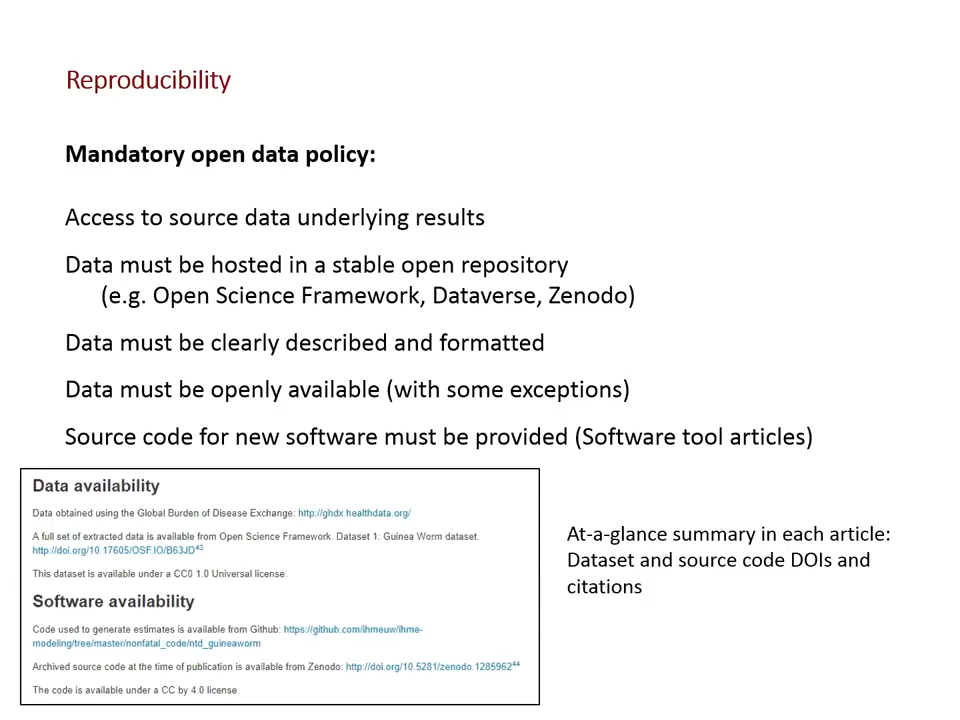 Reproducibility
Mandatory open data policy:
Access to source data underlying results
Data must be hosted in a stable open repository
(e.g. Open Science Framework, Dataverse, Zenodo)
Data must be clearly described and formatted
Data must be openly available (with some exceptions)
Source code for new software must be provided (Software tool articles)
Data availability
Data obtained using the Global Burden of Disease Exchange: http://ghdx.healthdata.org/
A full set of extracted data is available from Open Science Framework. Dataset 1: Guinea Worm dataset.
http://doi.org/10.17605/OSF.IO/B63JD43
This dataset is available under a CC0 1.0 Universal license.
Software availability
Code used to generate estimates is available from Github: https://github.com/ihmeuw/ihme-
modeling/tree/master/nonfatal_code/ntd_guineaworm
Archived source code at the time of publication is available from Zenodo: http://doi.org/10.5281/zenodo.128596244
The code is available under a CC by 4.0 license
At-a-glance summary in each article:
Dataset and source code DOIs and
citations